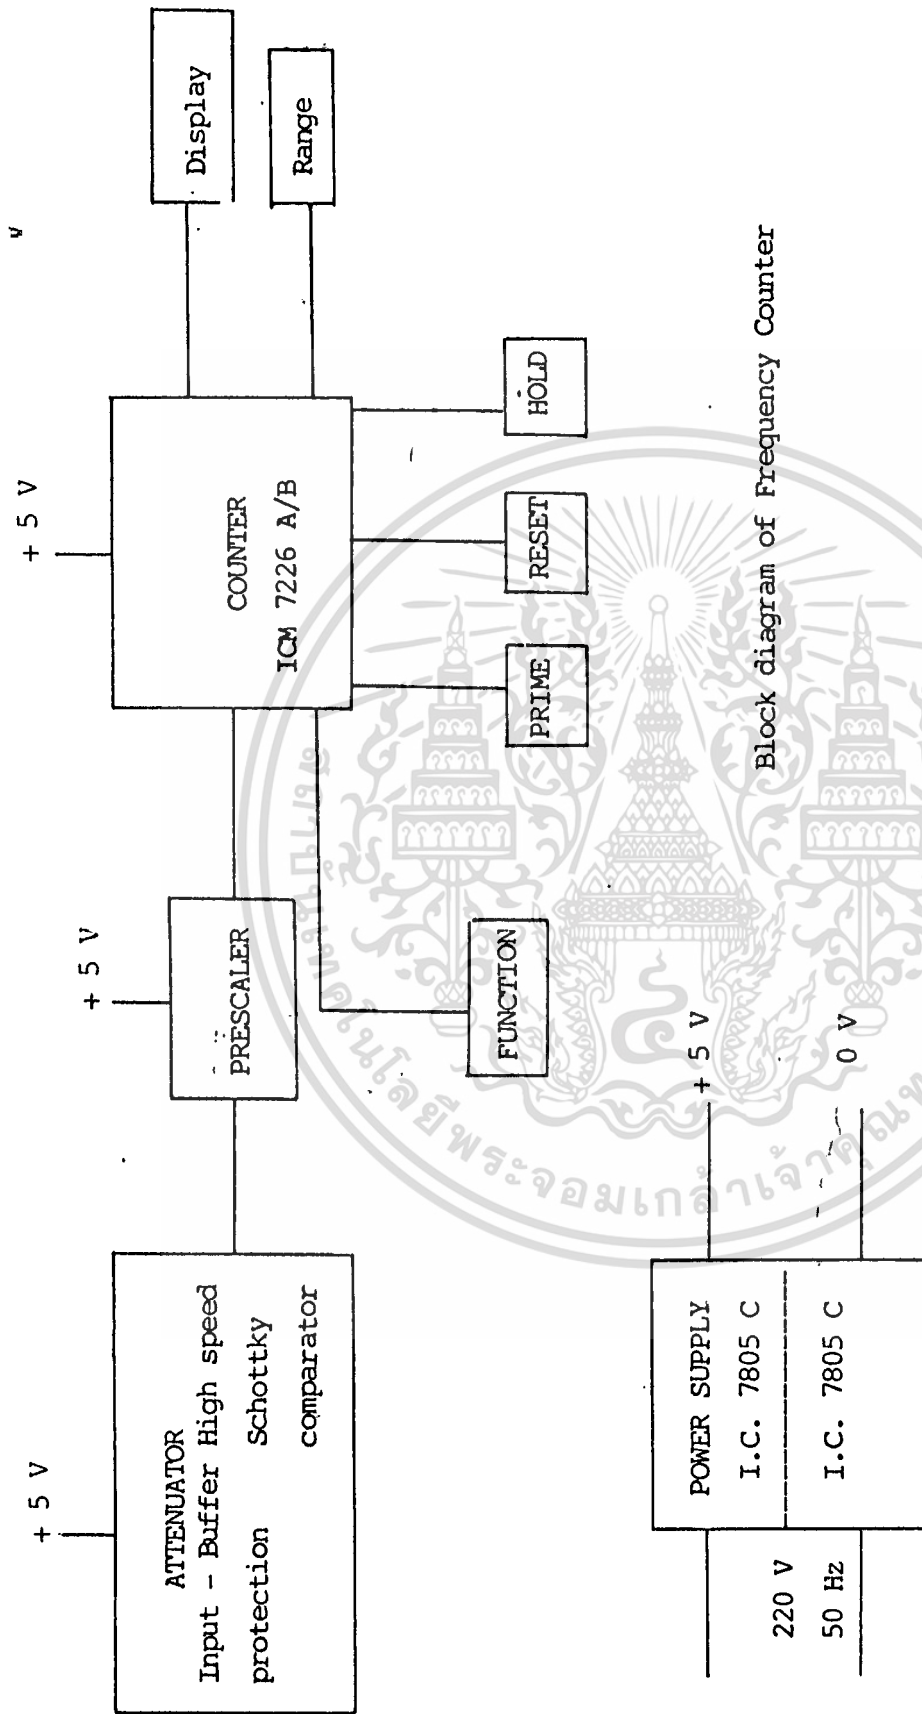 + 5 V
+ 5 V
+ 5 V
ATTENUATOR
Input - Buffer High speed
protection Schottky
comparator
PRESCALER
COUNTER
ICM 7226 A/B
Display
Range
FUNCTION
PRIME
RESET
HOLD
220 V
50 Hz
POWER SUPPLY
I.C. 7805 C
I.C. 7805 C
+ 5 V
0 V
Block diagram of Frequency Counter